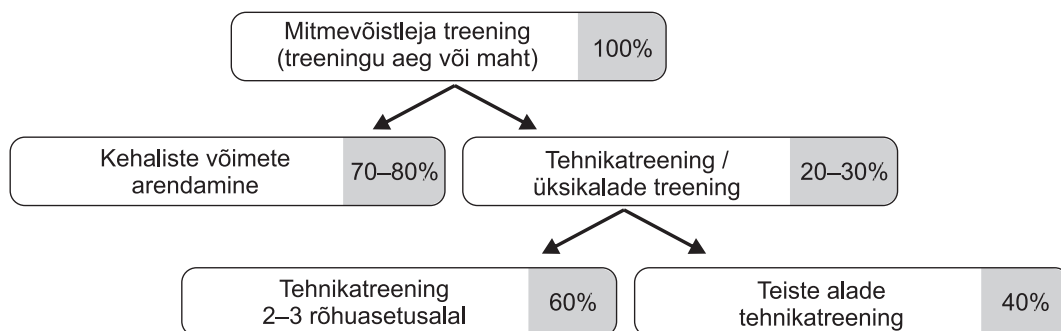 Mitmevõistleja treening
(treeningu aeg või maht)
100%
Kehaliste võimete
arendamine
70–80%
Tehnikatreening /
üksikalade treening
20–30%
Tehnikatreening
2–3 rõhuasetusalal
60%
Teiste alade
tehnikatreening
40%